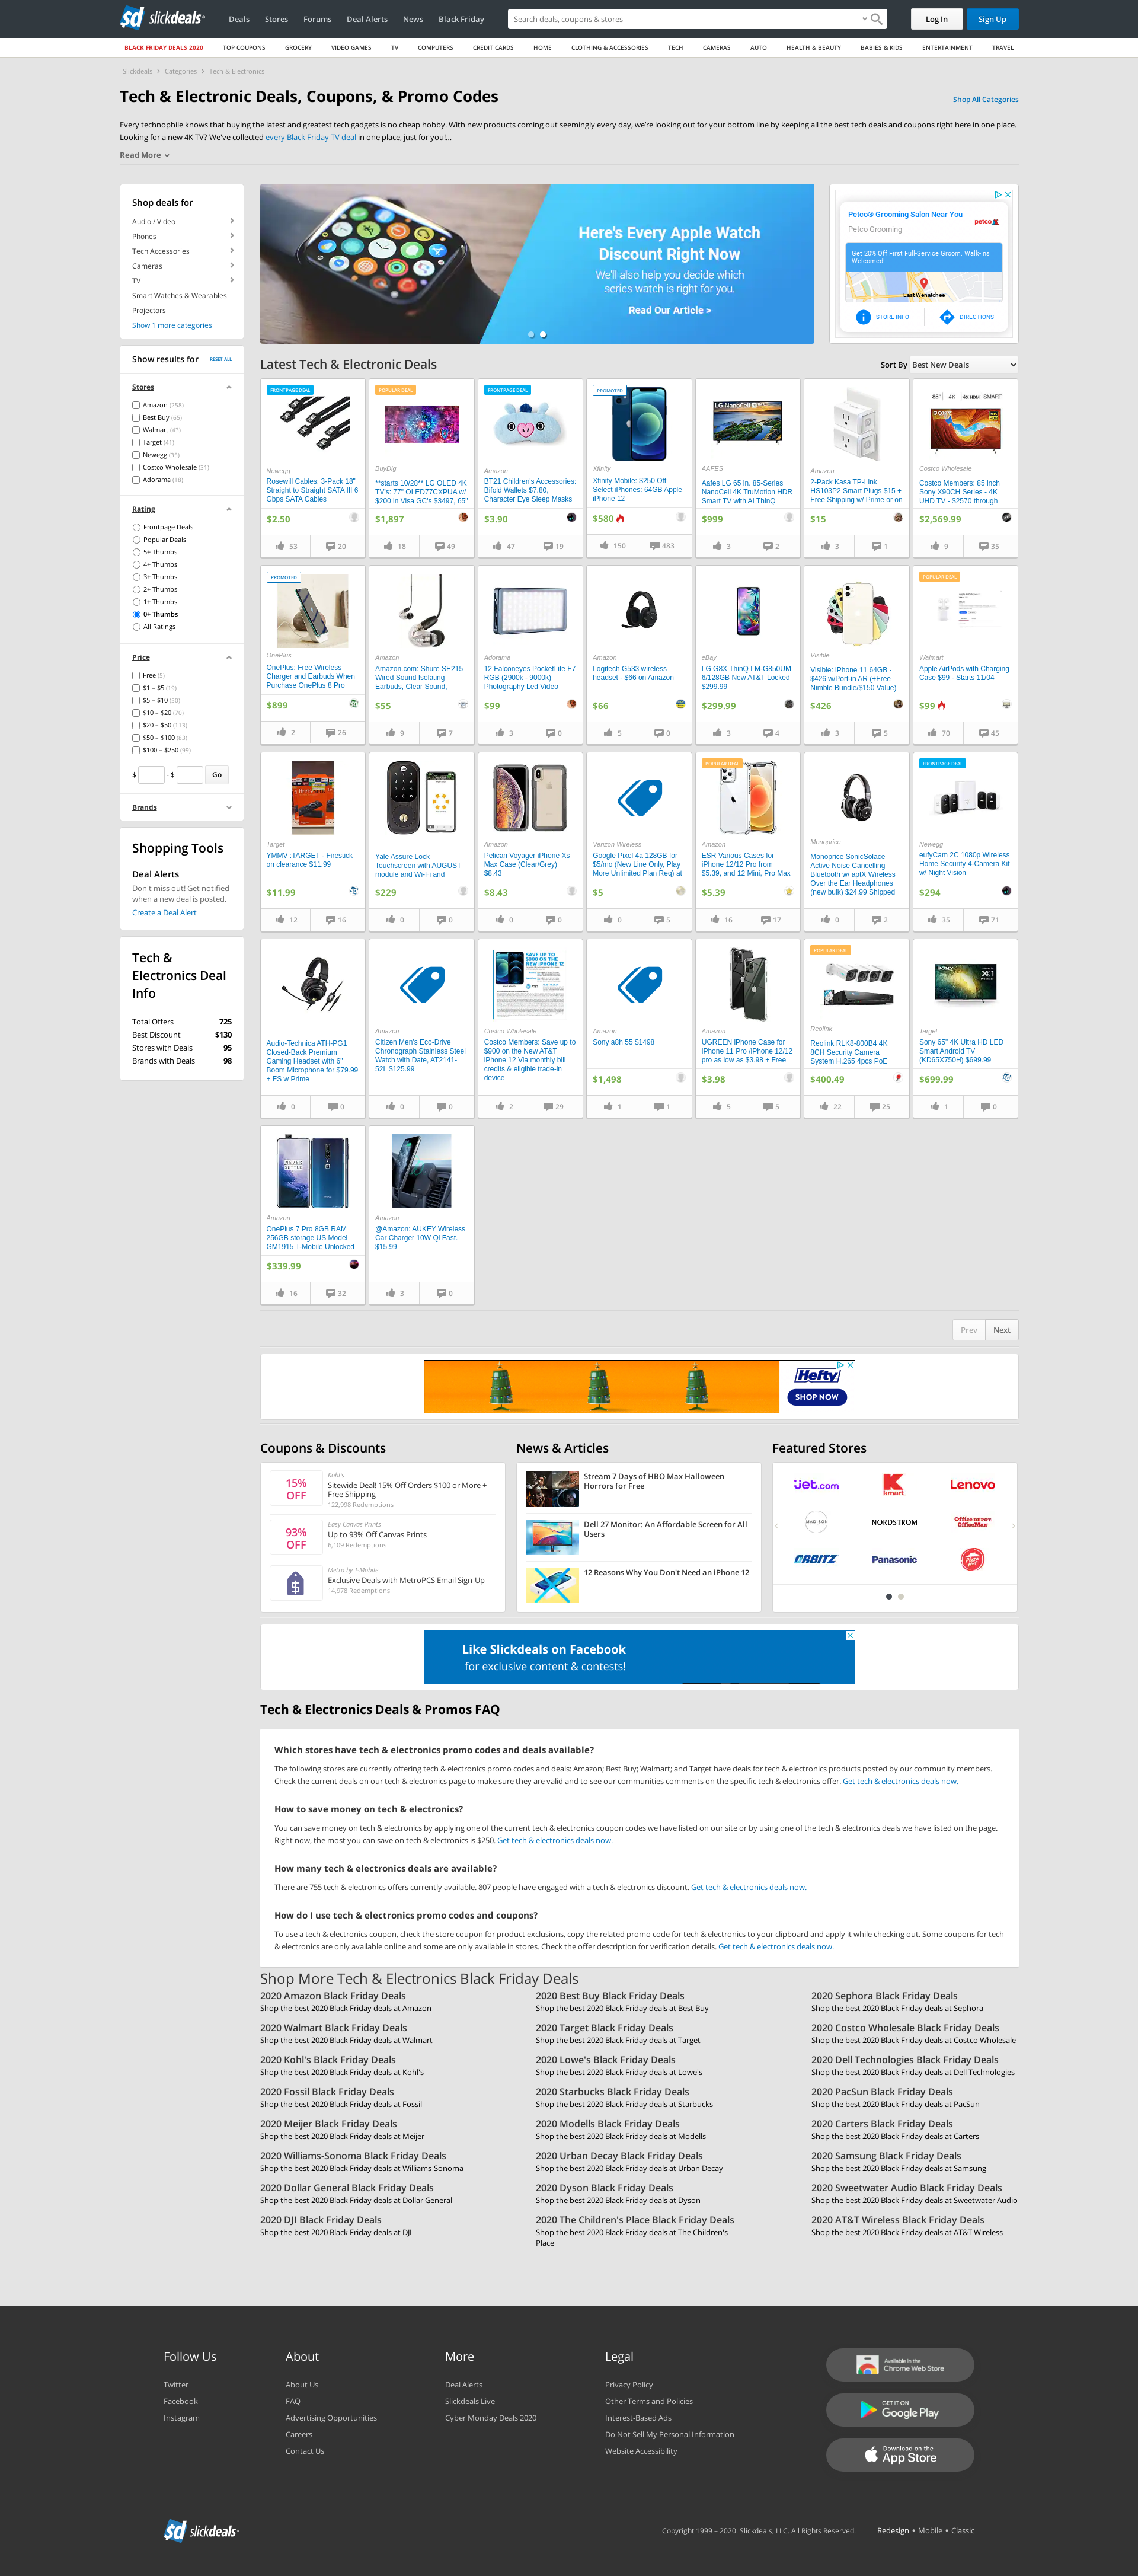 sd slickdeals
Deals
Stores
Forums
Deal Alerts
News
Black Friday
Search deals, coupons & stores
Log In
Sign Up
BLACK FRIDAY DEALS 2020
TOP COUPONS
GROCERY
VIDEO GAMES
TV
COMPUTERS
CREDIT CARDS
HOME
CLOTHING & ACCESSORIES
TECH
CAMERAS
AUTO
HEALTH & BEAUTY
BABIES & KIDS
ENTERTAINMENT
TRAVEL
Slickdeals > Categories > Tech & Electronics
Tech & Electronic Deals, Coupons, & Promo Codes
Shop All Categories
Every technophile knows that buying the latest and greatest tech gadgets is no cheap hobby. With new products coming out seemingly every day, we're looking out for your bottom line by keeping all the best tech deals and coupons right here in one place.
Looking for a new 4K TV? We've collected every Black Friday TV deal in one place, just for you!...
Read More
Shop deals for
Audio / Video
Phones
Tech Accessories
Cameras
TV
Smart Watches & Wearables
Projectors
Show 1 more categories
Here's Every Apple Watch
Discount Right Now
We'll also help you decide which
series watch is right for you.
Read Our Article >
Petco® Grooming Salon Near You
petco
Petco Grooming
Get 20% Off First Full-Service Groom. Walk-Ins
Welcomed!
East Wenatchee
STORE INFO
DIRECTIONS
Show results for
RESET ALL
Stores
Amazon (258)
Best Buy (65)
Walmart (43)
Target (41)
Newegg (35)
Costco Wholesale (31)
Adorama (18)
Rating
Frontpage Deals
Popular Deals
5+ Thumbs
4+ Thumbs
3+ Thumbs
2+ Thumbs
1+ Thumbs
0+ Thumbs
All Ratings
Price
Free (5)
$1 – $5 (19)
$5 – $10 (50)
$10 – $20 (70)
$20 – $50 (113)
$50 – $100 (83)
$100 – $250 (99)
$ - $ Go
Brands
Shopping Tools
Deal Alerts
Don't miss out! Get notified
when a new deal is posted.
Create a Deal Alert
Tech &
Electronics Deal
Info
Total Offers 725
Best Discount $130
Stores with Deals 95
Brands with Deals 98
Latest Tech & Electronic Deals
Sort By Best New Deals
FRONTPAGE DEAL
Newegg
Rosewill Cables: 3-Pack 18"
Straight to Straight SATA III 6
Gbps SATA Cables
$2.50
53 20
POPULAR DEAL
BuyDig
**starts 10/28** LG OLED 4K
TV's: 77" OLED77CXPUA w/
$200 in Visa GC's $3497, 65"
$1,897
18 49
FRONTPAGE DEAL
Amazon
BT21 Children's Accessories:
Bifold Wallets $7.80,
Character Eye Sleep Masks
$3.90
47 19
PROMOTED
Xfinity
Xfinity Mobile: $250 Off
Select iPhones: 64GB Apple
iPhone 12
$580
150 483
LG NanoCell
AAFES
Aafes LG 65 in. 85-Series
NanoCell 4K TruMotion HDR
Smart TV with AI ThinQ
$999
3 2
Amazon
2-Pack Kasa TP-Link
HS103P2 Smart Plugs $15 +
Free Shipping w/ Prime or on
$15
3 1
85" 4K 4K HDMI SMART
SONY
Costco Wholesale
Costco Members: 85 inch
Sony X90CH Series - 4K
UHD TV - $2570 through
$2,569.99
9 35
PROMOTED
OnePlus
OnePlus: Free Wireless
Charger and Earbuds When
Purchase OnePlus 8 Pro
$899
2 26
Amazon
Amazon.com: Shure SE215
Wired Sound Isolating
Earbuds, Clear Sound,
$55
9 7
Adorama
12 Falconeyes PocketLite F7
RGB (2900k - 9000k)
Photography Led Video
$99
3 0
Amazon
Logitech G533 wireless
headset - $66 on Amazon
$66
5 0
eBay
LG G8X ThinQ LM-G850UM
6/128GB New AT&T Locked
$299.99
$299.99
3 4
Visible
Visible: iPhone 11 64GB -
$426 w/Port-in AR (+Free
Nimble Bundle/$150 Value)
$426
3 5
POPULAR DEAL
Walmart
Apple AirPods with Charging
Case $99 - Starts 11/04
$99
70 45
Target
YMMV :TARGET - Firestick
on clearance $11.99
$11.99
12 16
Yale Assure Lock
Touchscreen with AUGUST
module and Wi-Fi and
$229
0 0
Amazon
Pelican Voyager iPhone Xs
Max Case (Clear/Grey)
$8.43
$8.43
0 0
Verizon Wireless
Google Pixel 4a 128GB for
$5/mo (New Line Only, Play
More Unlimited Plan Req) at
$5
0 5
POPULAR DEAL
Amazon
ESR Various Cases for
iPhone 12/12 Pro from
$5.39, and 12 Mini, Pro Max
$5.39
16 17
Monoprice
Monoprice SonicSolace
Active Noise Cancelling
Bluetooth w/ aptX Wireless
Over the Ear Headphones
(new bulk) $24.99 Shipped
0 2
FRONTPAGE DEAL
Newegg
eufyCam 2C 1080p Wireless
Home Security 4-Camera Kit
w/ Night Vision
$294
35 71
Audio-Technica ATH-PG1
Closed-Back Premium
Gaming Headset with 6"
Boom Microphone for $79.99
+ FS w Prime
0 0
Amazon
Citizen Men's Eco-Drive
Chronograph Stainless Steel
Watch with Date, AT2141-
52L $125.99
0 0
SAVE UP TO
$900 ON THE
NEW IPHONE 12
Costco Wholesale
Costco Members: Save up to
$900 on the New AT&T
iPhone 12 Via monthly bill
credits & eligible trade-in
device
2 29
Amazon
Sony a8h 55 $1498
$1,498
1 1
Amazon
UGREEN iPhone Case for
iPhone 11 Pro /iPhone 12/12
pro as low as $3.98 + Free
$3.98
5 5
POPULAR DEAL
Reolink
Reolink RLK8-800B4 4K
8CH Security Camera
System H.265 4pcs PoE
$400.49
22 25
SONY X1
Target
Sony 65" 4K Ultra HD LED
Smart Android TV
(KD65X750H) $699.99
$699.99
1 0
Amazon
OnePlus 7 Pro 8GB RAM
256GB storage US Model
GM1915 T-Mobile Unlocked
$339.99
16 32
Amazon
@Amazon: AUKEY Wireless
Car Charger 10W Qi Fast.
$15.99
3 0
Prev
Next
Hefty
SHOP NOW
Coupons & Discounts
15%
OFF
Kohl's
Sitewide Deal! 15% Off Orders $100 or More +
Free Shipping
122,998 Redemptions
93%
OFF
Easy Canvas Prints
Up to 93% Off Canvas Prints
6,109 Redemptions
Metro by T-Mobile
Exclusive Deals with MetroPCS Email Sign-Up
14,978 Redemptions
News & Articles
Stream 7 Days of HBO Max Halloween
Horrors for Free
Dell 27 Monitor: An Affordable Screen for All
Users
12 Reasons Why You Don't Need an iPhone 12
Featured Stores
jet.com
kmart
Lenovo
MADISON
NORDSTROM
Office DEPOT
OfficeMax
ORBITZ
Panasonic
Pizza Hut
Like Slickdeals on Facebook
for exclusive content & contests!
Tech & Electronics Deals & Promos FAQ
Which stores have tech & electronics promo codes and deals available?
The following stores are currently offering tech & electronics promo codes and deals: Amazon; Best Buy; Walmart; and Target have deals for tech & electronics products posted by our community members.
Check the current deals on our tech & electronics page to make sure they are valid and to see our communities comments on the specific tech & electronics offer. Get tech & electronics deals now.
How to save money on tech & electronics?
You can save money on tech & electronics by applying one of the current tech & electronics coupon codes we have listed on our site or by using one of the tech & electronics deals we have listed on the page.
Right now, the most you can save on tech & electronics is $250. Get tech & electronics deals now.
How many tech & electronics deals are available?
There are 755 tech & electronics offers currently available. 807 people have engaged with a tech & electronics discount. Get tech & electronics deals now.
How do I use tech & electronics promo codes and coupons?
To use a tech & electronics coupon, check the store coupon for product exclusions, copy the related promo code for tech & electronics to your clipboard and apply it while checking out. Some coupons for tech
& electronics are only available online and some are only available in stores. Check the offer description for verification details. Get tech & electronics deals now.
Shop More Tech & Electronics Black Friday Deals
2020 Amazon Black Friday Deals
Shop the best 2020 Black Friday deals at Amazon
2020 Best Buy Black Friday Deals
Shop the best 2020 Black Friday deals at Best Buy
2020 Sephora Black Friday Deals
Shop the best 2020 Black Friday deals at Sephora
2020 Walmart Black Friday Deals
Shop the best 2020 Black Friday deals at Walmart
2020 Target Black Friday Deals
Shop the best 2020 Black Friday deals at Target
2020 Costco Wholesale Black Friday Deals
Shop the best 2020 Black Friday deals at Costco Wholesale
2020 Kohl's Black Friday Deals
Shop the best 2020 Black Friday deals at Kohl's
2020 Lowe's Black Friday Deals
Shop the best 2020 Black Friday deals at Lowe's
2020 Dell Technologies Black Friday Deals
Shop the best 2020 Black Friday deals at Dell Technologies
2020 Fossil Black Friday Deals
Shop the best 2020 Black Friday deals at Fossil
2020 Starbucks Black Friday Deals
Shop the best 2020 Black Friday deals at Starbucks
2020 PacSun Black Friday Deals
Shop the best 2020 Black Friday deals at PacSun
2020 Meijer Black Friday Deals
Shop the best 2020 Black Friday deals at Meijer
2020 Modells Black Friday Deals
Shop the best 2020 Black Friday deals at Modells
2020 Carters Black Friday Deals
Shop the best 2020 Black Friday deals at Carters
2020 Williams-Sonoma Black Friday Deals
Shop the best 2020 Black Friday deals at Williams-Sonoma
2020 Urban Decay Black Friday Deals
Shop the best 2020 Black Friday deals at Urban Decay
2020 Samsung Black Friday Deals
Shop the best 2020 Black Friday deals at Samsung
2020 Dollar General Black Friday Deals
Shop the best 2020 Black Friday deals at Dollar General
2020 Dyson Black Friday Deals
Shop the best 2020 Black Friday deals at Dyson
2020 Sweetwater Audio Black Friday Deals
Shop the best 2020 Black Friday deals at Sweetwater Audio
2020 DJI Black Friday Deals
Shop the best 2020 Black Friday deals at DJI
2020 The Children's Place Black Friday Deals
Shop the best 2020 Black Friday deals at The Children's
Place
2020 AT&T Wireless Black Friday Deals
Shop the best 2020 Black Friday deals at AT&T Wireless
Follow Us
Twitter
Facebook
Instagram
About
About Us
FAQ
Advertising Opportunities
Careers
Contact Us
More
Deal Alerts
Slickdeals Live
Cyber Monday Deals 2020
Legal
Privacy Policy
Other Terms and Policies
Interest-Based Ads
Do Not Sell My Personal Information
Website Accessibility
Available in the
Chrome Web Store
GET IT ON
Google Play
Download on the
App Store
sd slickdeals
Copyright 1999 – 2020. Slickdeals, LLC. All Rights Reserved.
Redesign • Mobile • Classic